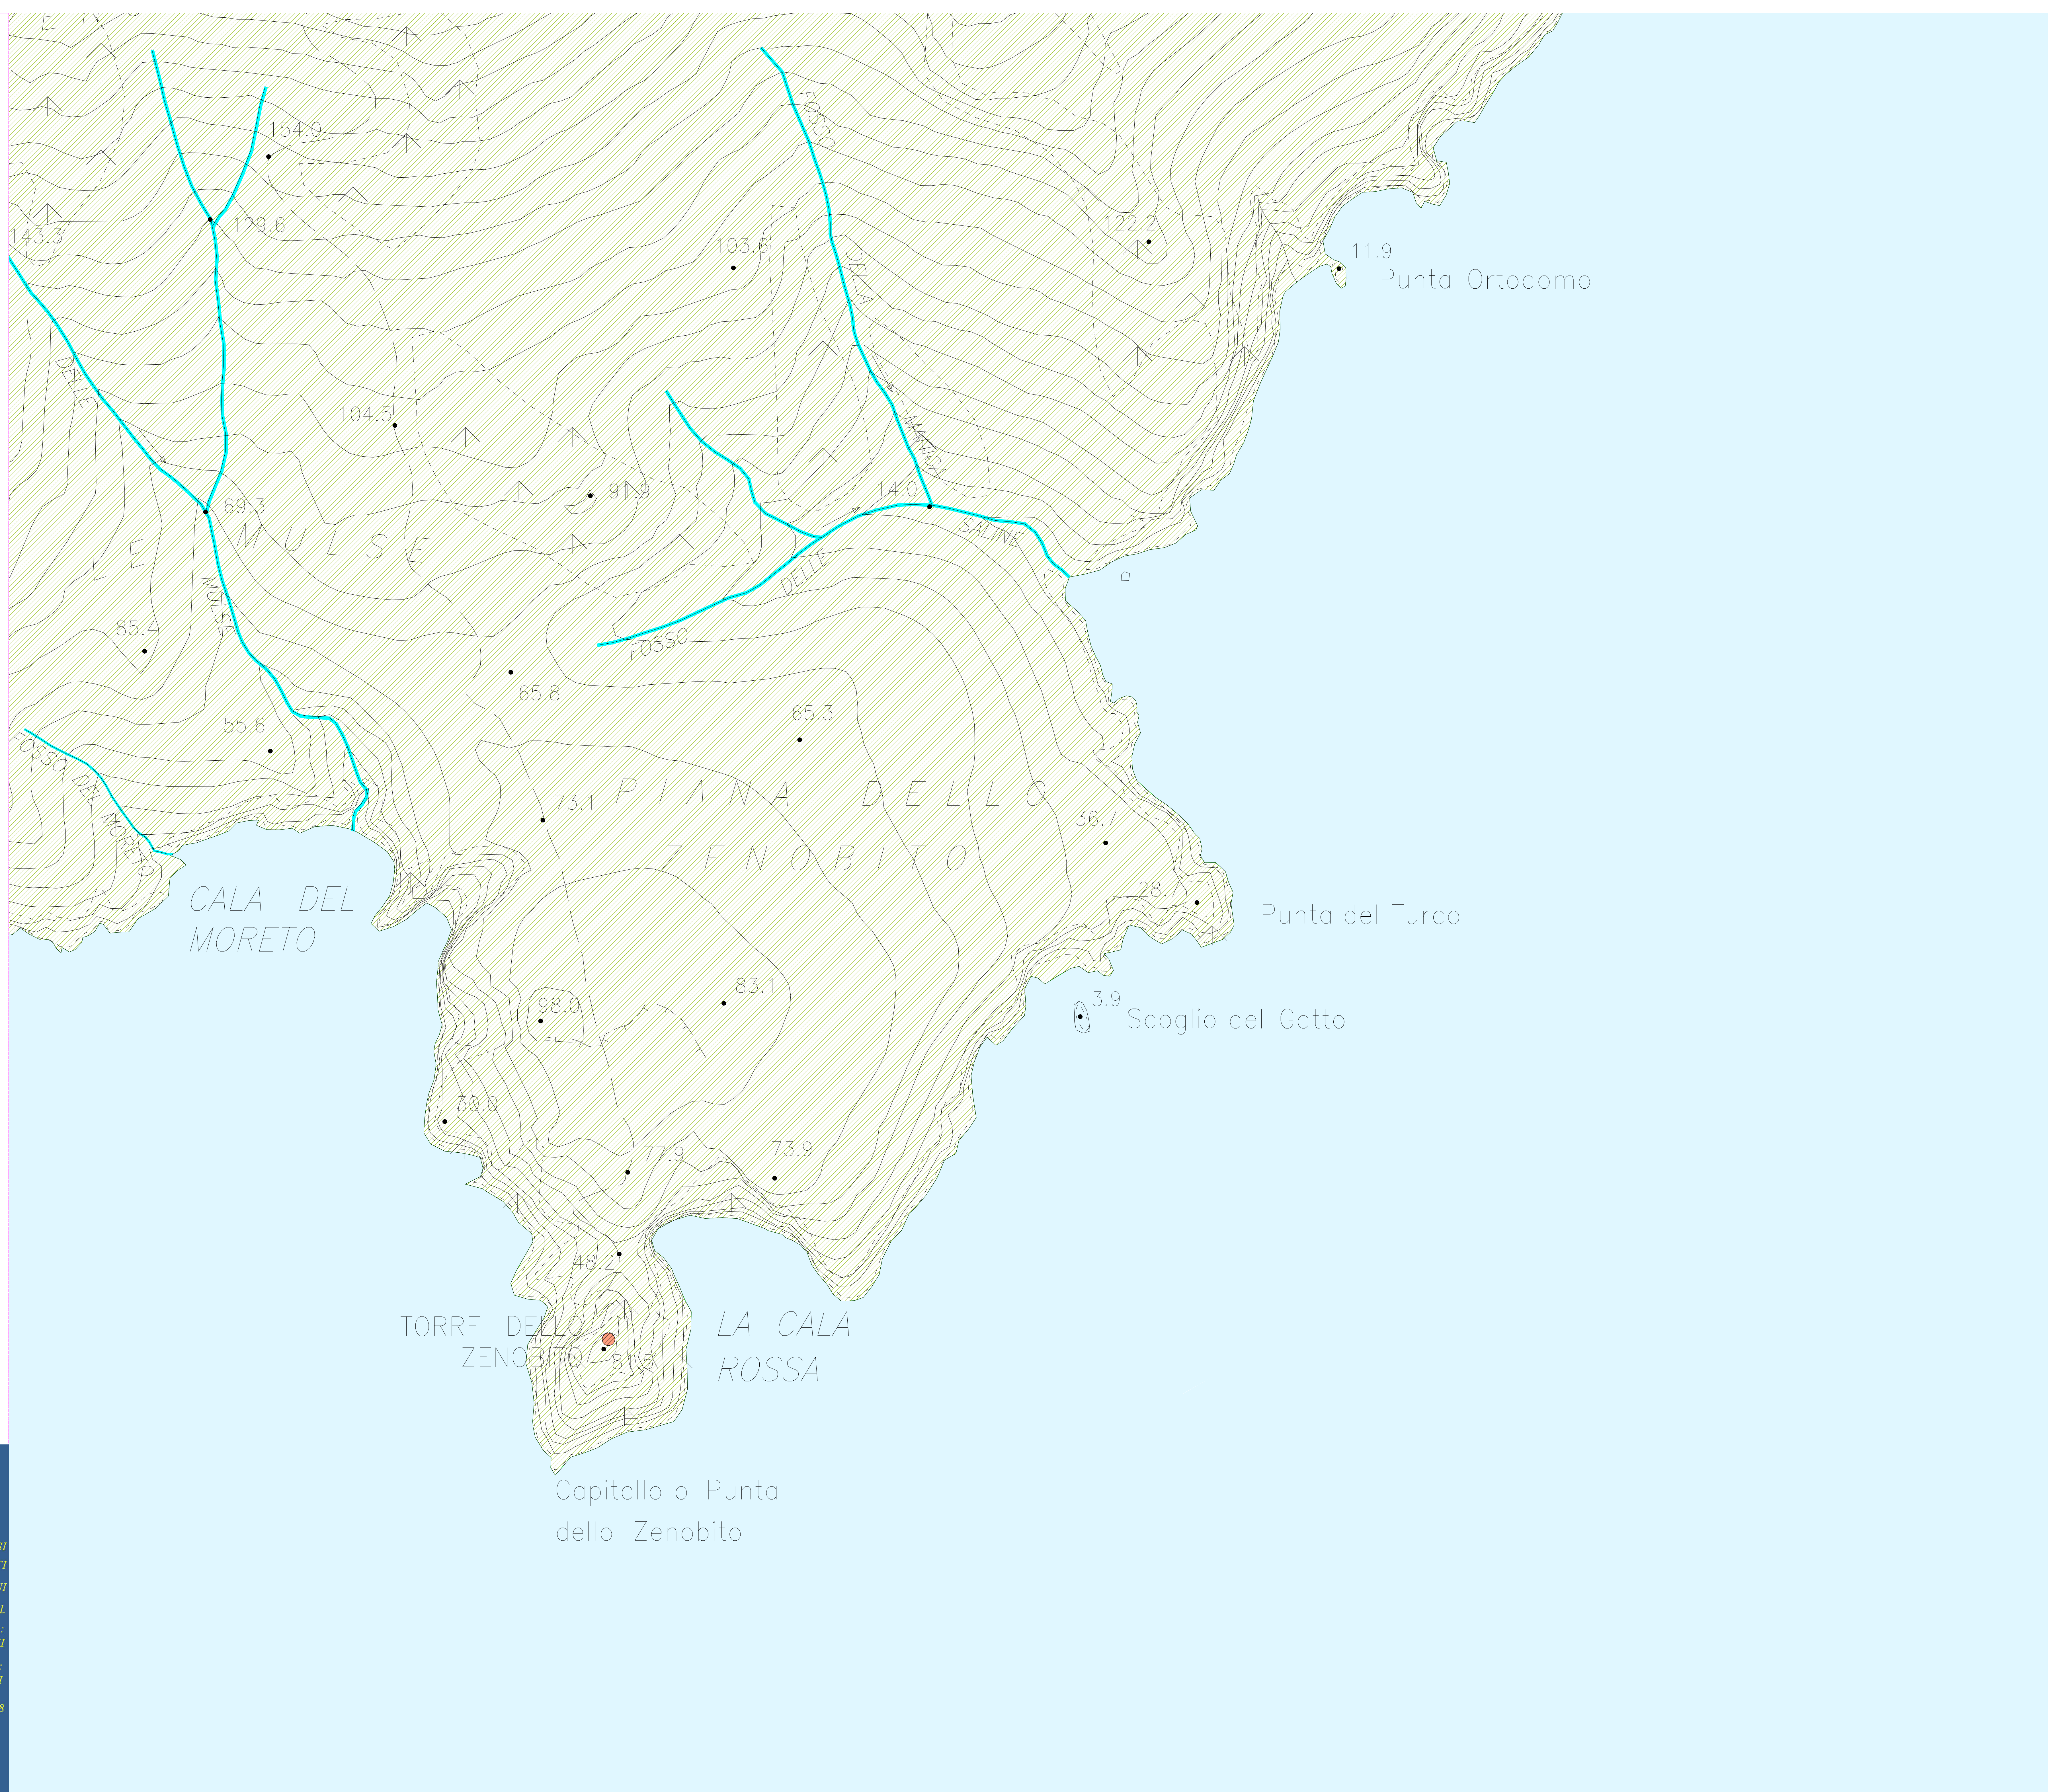 154.0
129.6
143.3
FOSSO
DELLA
MANICA
103.6
122.2
11.9
Punta Ortodomo
DELLE
MULSE
104.5
91.9
14.0
69.3
LE MULSE
FOSSO
DELLE
SALINE
85.4
65.8
65.3
55.6
FOSSO DEL MORETO
73.1
PIANA DELLO
ZENOBITO
36.7
28.7
Punta del Turco
CALA DEL
MORETO
98.0
83.1
3.9
Scoglio del Gatto
30.0
77.9
73.9
48.2
TORRE DELLO
ZENOBITO
81.5
LA CALA
ROSSA
Capitello o Punta
dello Zenobito